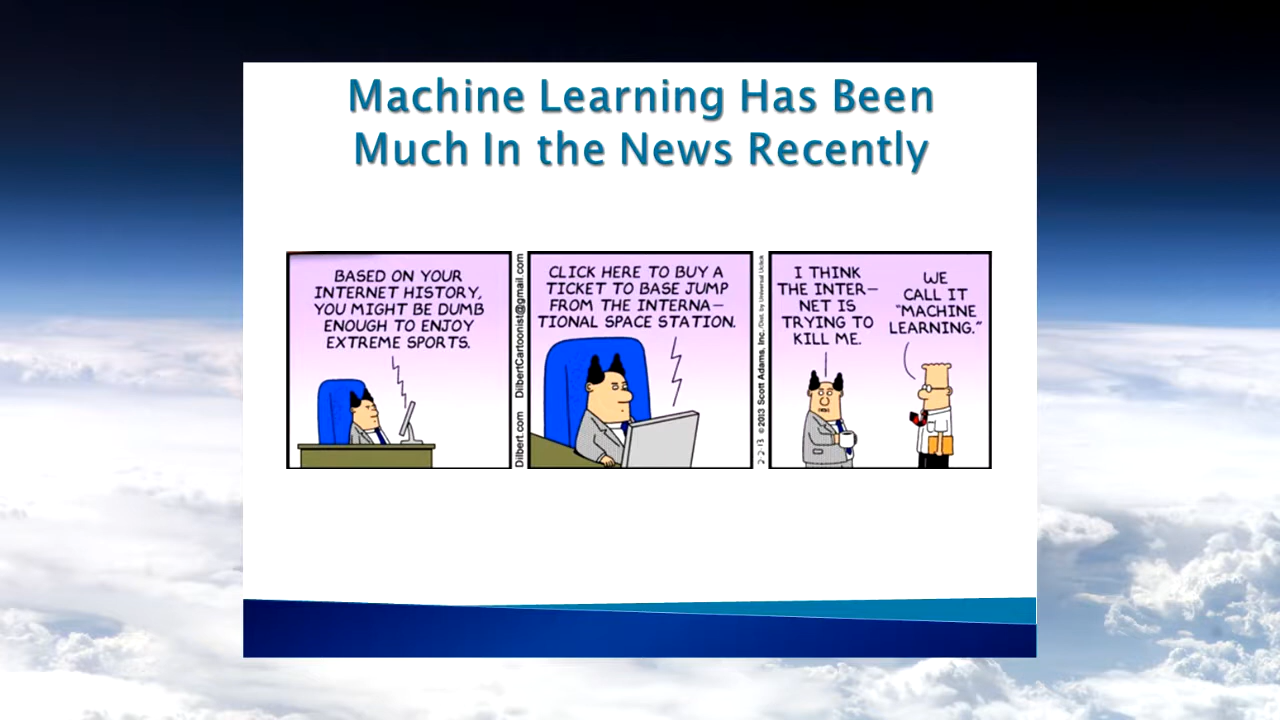 Machine Learning Has Been
Much In the News Recently
BASED ON YOUR
INTERNET HISTORY,
YOU MIGHT BE DUMB
ENOUGH TO ENJOY
EXTREME SPORTS.
Dilbert.com DilbertCartoonist@gmail.com
CLICK HERE TO BUY A
TICKET TO BASE JUMP
FROM THE INTERNA–
TIONAL SPACE STATION.
2-2-13 ©2013 Scott Adams, Inc. /Dist. by Universal Uclick
I THINK
THE INTER–
NET IS
TRYING TO
KILL ME.
WE
CALL IT
"MACHINE
LEARNING."